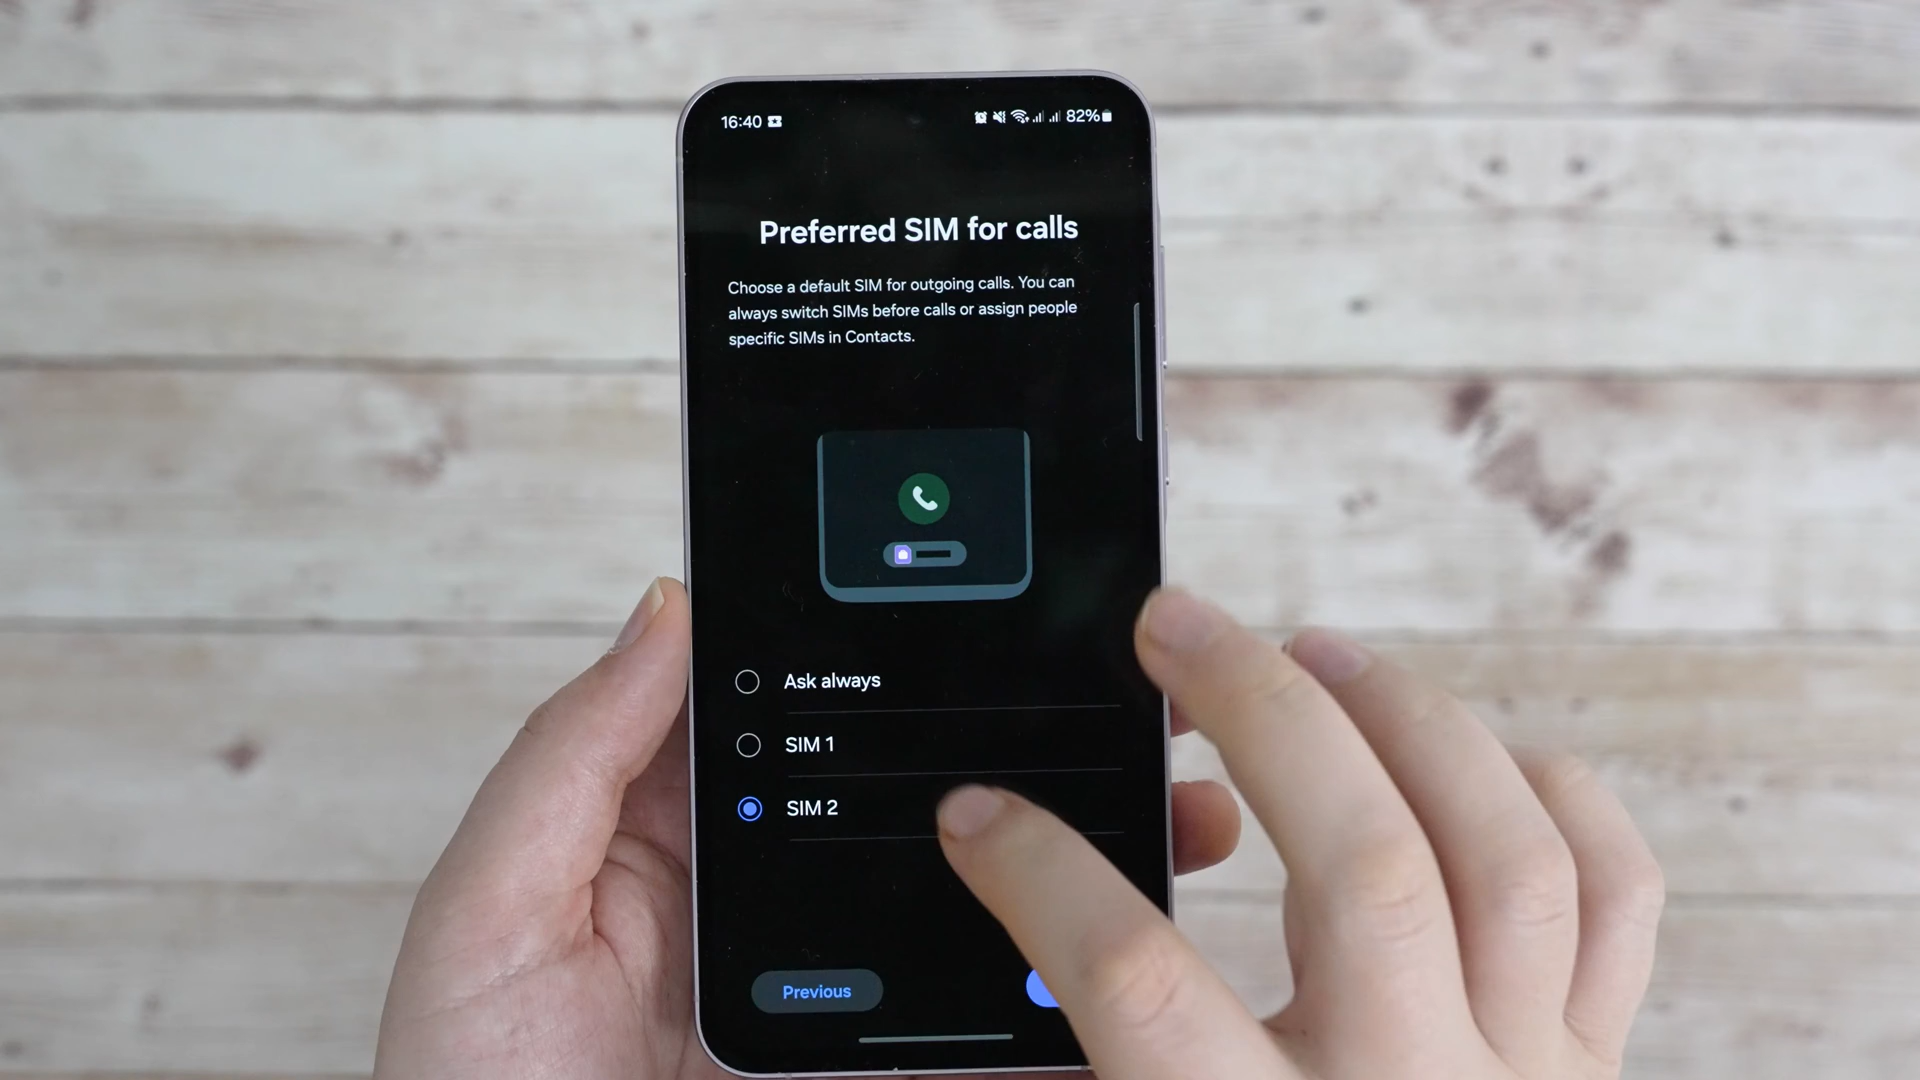 16:40
82%
Preferred SIM for calls
Choose a default SIM for outgoing calls. You can
always switch SIMs before calls or assign people
specific SIMs in Contacts.
Ask always
SIM 1
SIM 2
Previous